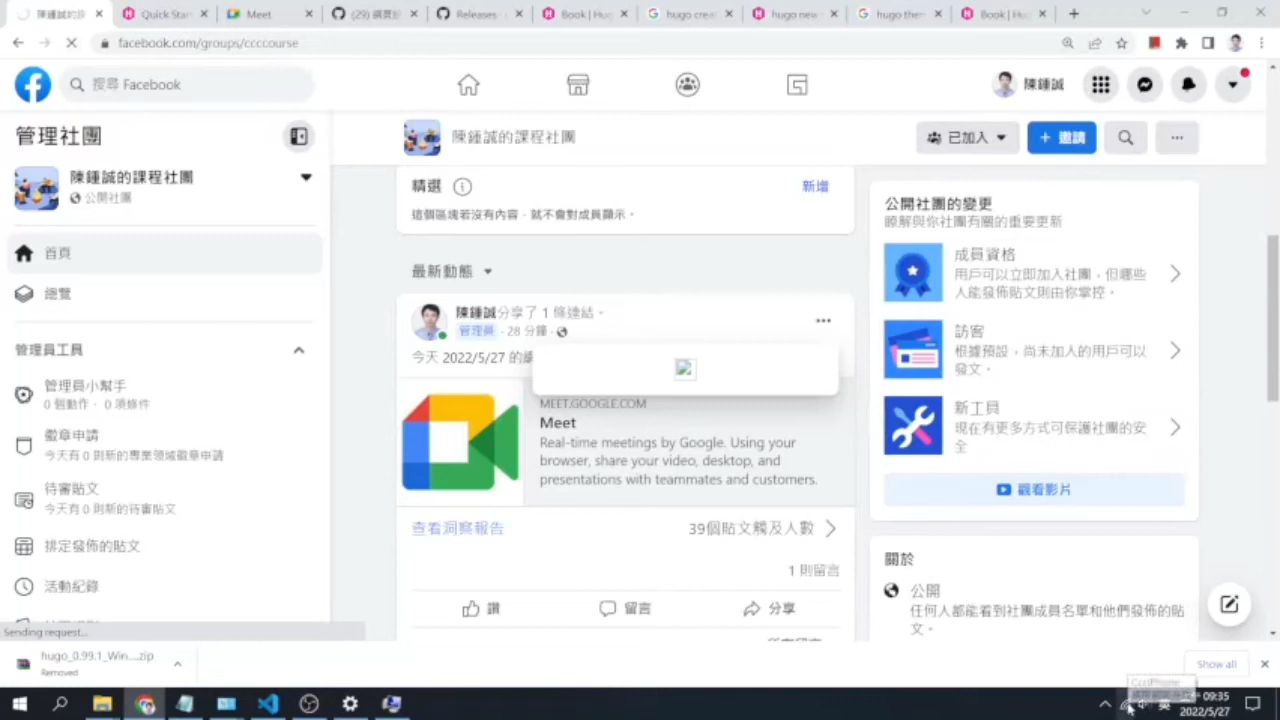 陳鍾誠的課
Quick Start
Meet
(29) 網頁設
Releases
Book | Hug
hugo creat
hugo new
hugo them
Book | Hug
facebook.com/groups/ccccourse
搜尋 Facebook
陳鍾誠
管理社團
陳鍾誠的課程社團
公開社團
首頁
總覽
管理員工具
管理員小幫手
0 個動作 · 0 項條件
徽章申請
今天有 0 則新的專業領域徽章申請
待審貼文
今天有 0 則新的待審貼文
排定發佈的貼文
活動紀錄
Sending request...
陳鍾誠的課程社團
已加入
+ 邀請
精選
新增
這個區塊若沒有內容，就不會對成員顯示。
最新動態
陳鍾誠分享了 1 條連結。
管理員 · 28 分鐘 ·
今天 2022/5/27 的
MEET.GOOGLE.COM
Meet
Real-time meetings by Google. Using your
browser, share your video, desktop, and
presentations with teammates and customers.
查看洞察報告
39個貼文觸及人數
1 則留言
讚
留言
分享
公開社團的變更
瞭解與你社團有關的重要更新
成員資格
用戶可以立即加入社團，但哪些
人能發佈貼文則由你掌控。
訪客
根據預設，尚未加入的用戶可以
發文。
新工具
現在有更多方式可保護社團的安
全
觀看影片
關於
公開
任何人都能看到社團成員名單和他們發佈的貼
文。
hugo_0.99.1_Win....zip
Removed
Show all
英
09:35
2022/5/27